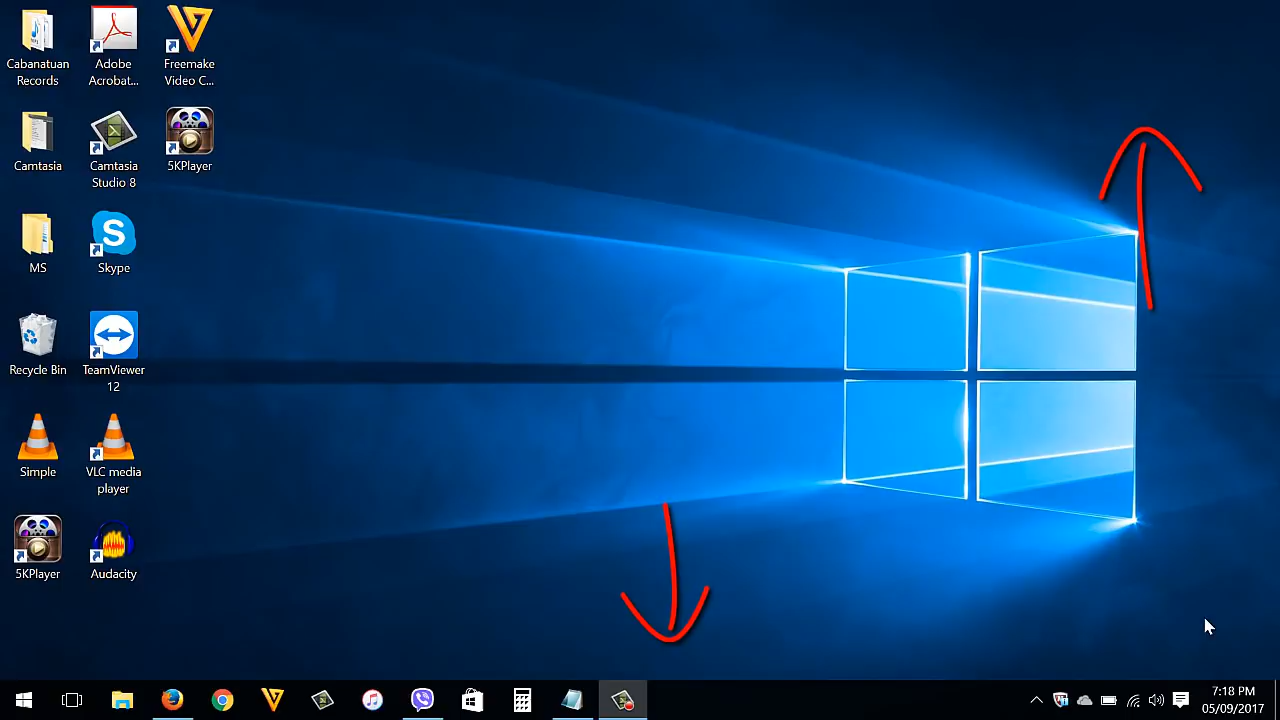 Cabanatuan
Records
Adobe
Acrobat...
Freemake
Video C...
Camtasia
Camtasia
Studio 8
5KPlayer
MS
Skype
Recycle Bin
TeamViewer
12
Simple
VLC media
player
5KPlayer
Audacity
7:18 PM
05/09/2017